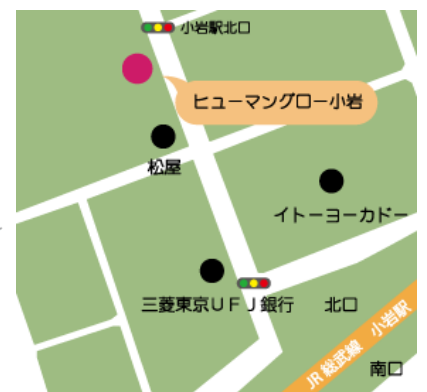 小岩駅北口
ヒューマングロー小岩
松屋
イトーヨーカドー
三菱東京UFJ銀行
北口
JR 総武線 小岩駅
南口